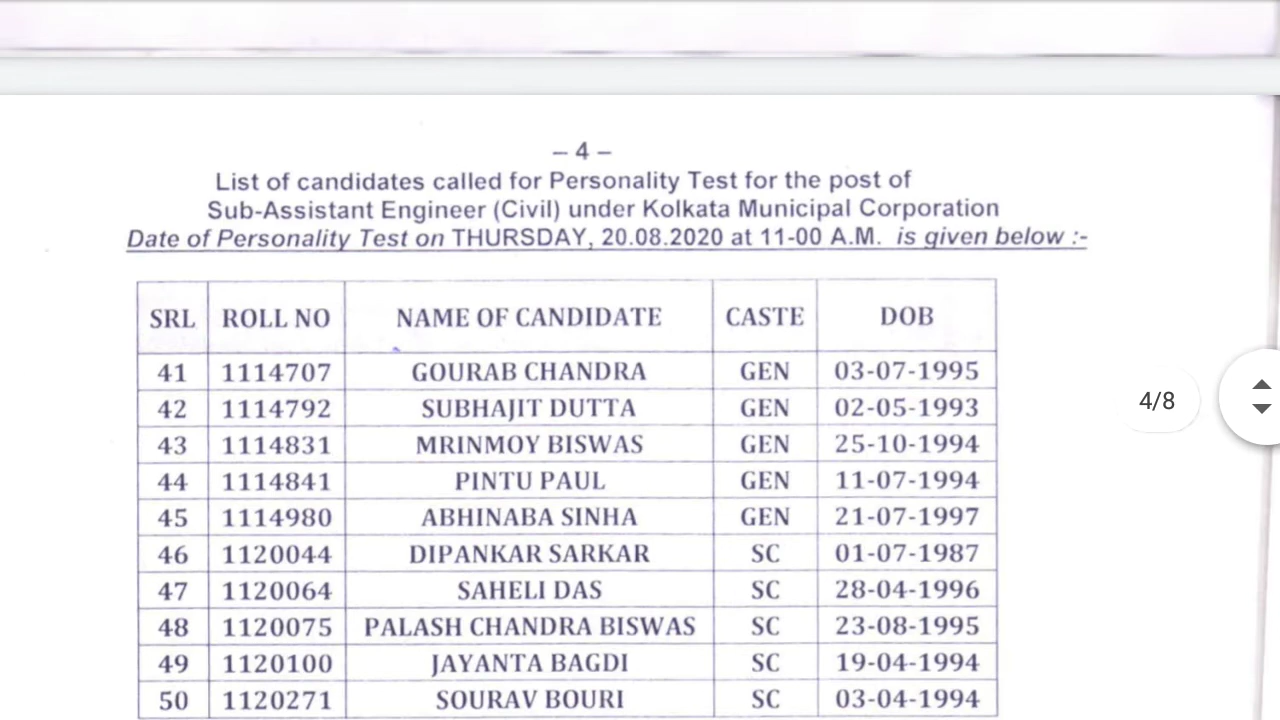 – 4 –
List of candidates called for Personality Test for the post of
Sub-Assistant Engineer (Civil) under Kolkata Municipal Corporation
Date of Personality Test on THURSDAY, 20.08.2020 at 11-00 A.M. is given below :-
SRL ROLL NO NAME OF CANDIDATE CASTE DOB
41 1114707 GOURAB CHANDRA GEN 03-07-1995
42 1114792 SUBHAJIT DUTTA GEN 02-05-1993
43 1114831 MRINMOY BISWAS GEN 25-10-1994
44 1114841 PINTU PAUL GEN 11-07-1994
45 1114980 ABHINABA SINHA GEN 21-07-1997
46 1120044 DIPANKAR SARKAR SC 01-07-1987
47 1120064 SAHELI DAS SC 28-04-1996
48 1120075 PALASH CHANDRA BISWAS SC 23-08-1995
49 1120100 JAYANTA BAGDI SC 19-04-1994
50 1120271 SOURAV BOURI SC 03-04-1994
4/8